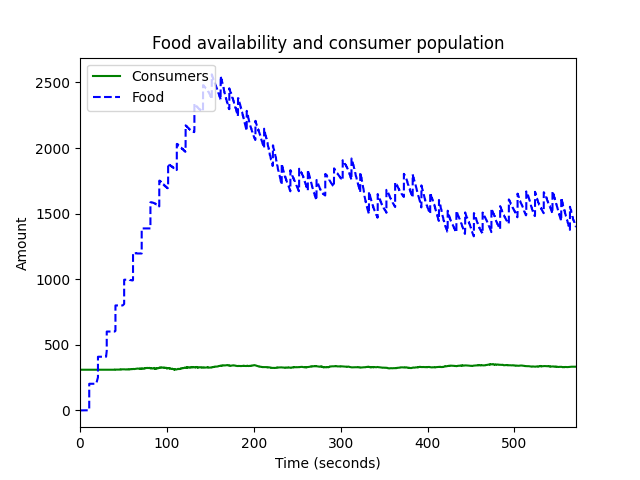 Food availability and consumer population
Consumers
Food
2500
2000
1500
1000
500
0
Amount
0 100 200 300 400 500
Time (seconds)